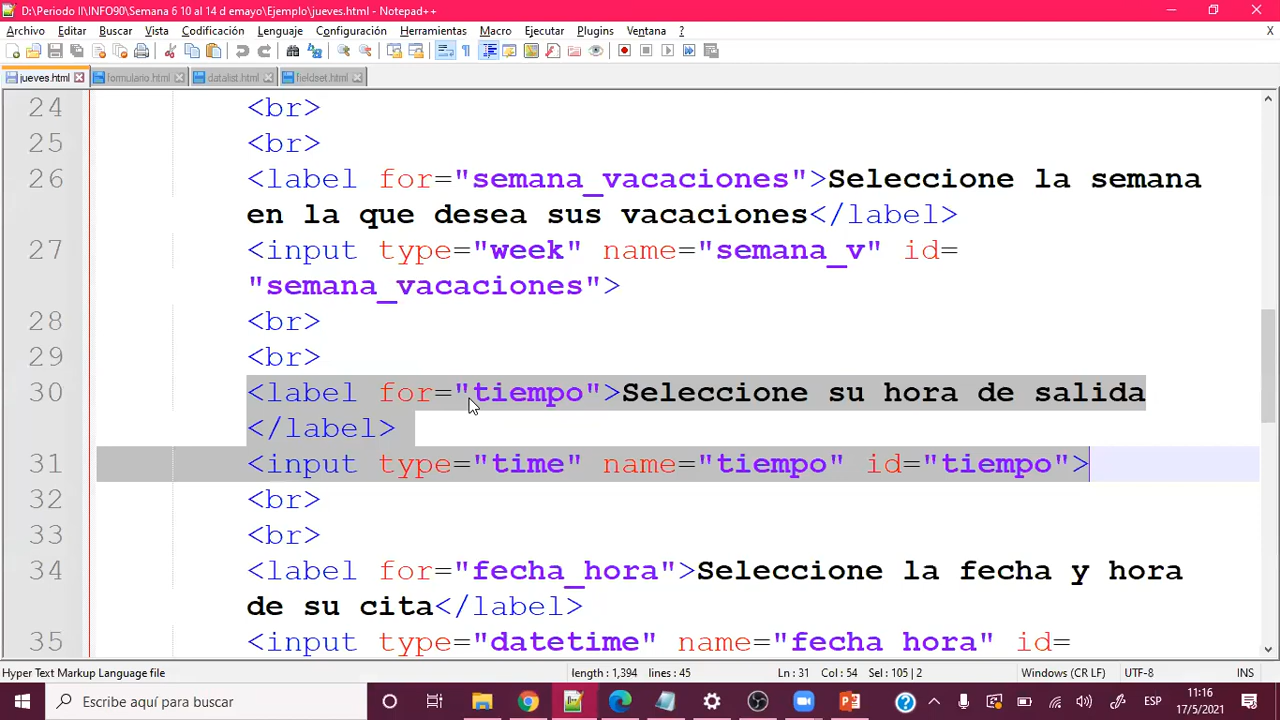 D:\Periodo II\INFO90\Semana 6 10 al 14 d emayo\Ejemplo\jueves.html - Notepad++
Archivo Editar Buscar Vista Codificación Lenguaje Configuración Herramientas Macro Ejecutar Plugins Ventana ? X
jueves.html formulario.html datalist.html fieldset.html
24 <br>
25 <br>
26 <label for="semana_vacaciones">Seleccione la semana
en la que desea sus vacaciones</label>
27 <input type="week" name="semana_v" id=
"semana_vacaciones">
28 <br>
29 <br>
30 <label for="tiempo">Seleccione su hora de salida
</label>
31 <input type="time" name="tiempo" id="tiempo">
32 <br>
33 <br>
34 <label for="fecha_hora">Seleccione la fecha y hora
de su cita</label>
35 <input type="datetime" name="fecha_hora" id=
Hyper Text Markup Language file length : 1,394 lines : 45 Ln : 31 Col : 54 Sel : 105 | 2 Windows (CR LF) UTF-8 INS
Escribe aquí para buscar ESP 11:16
17/5/2021